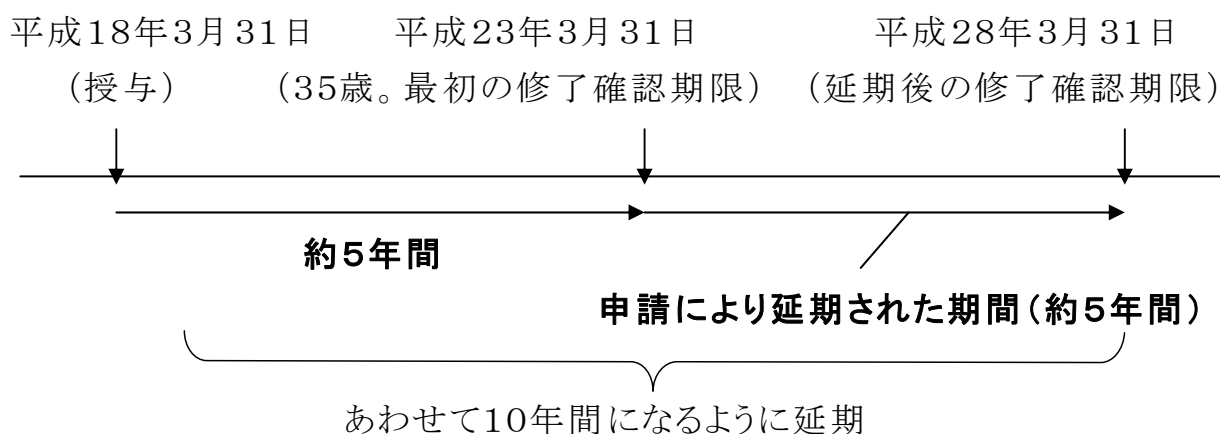 平成18年3月31日 平成23年3月31日 平成28年3月31日
(授与) (35歳。最初の修了確認期限) (延期後の修了確認期限)
約5年間
申請により延期された期間(約5年間)
あわせて10年間になるように延期